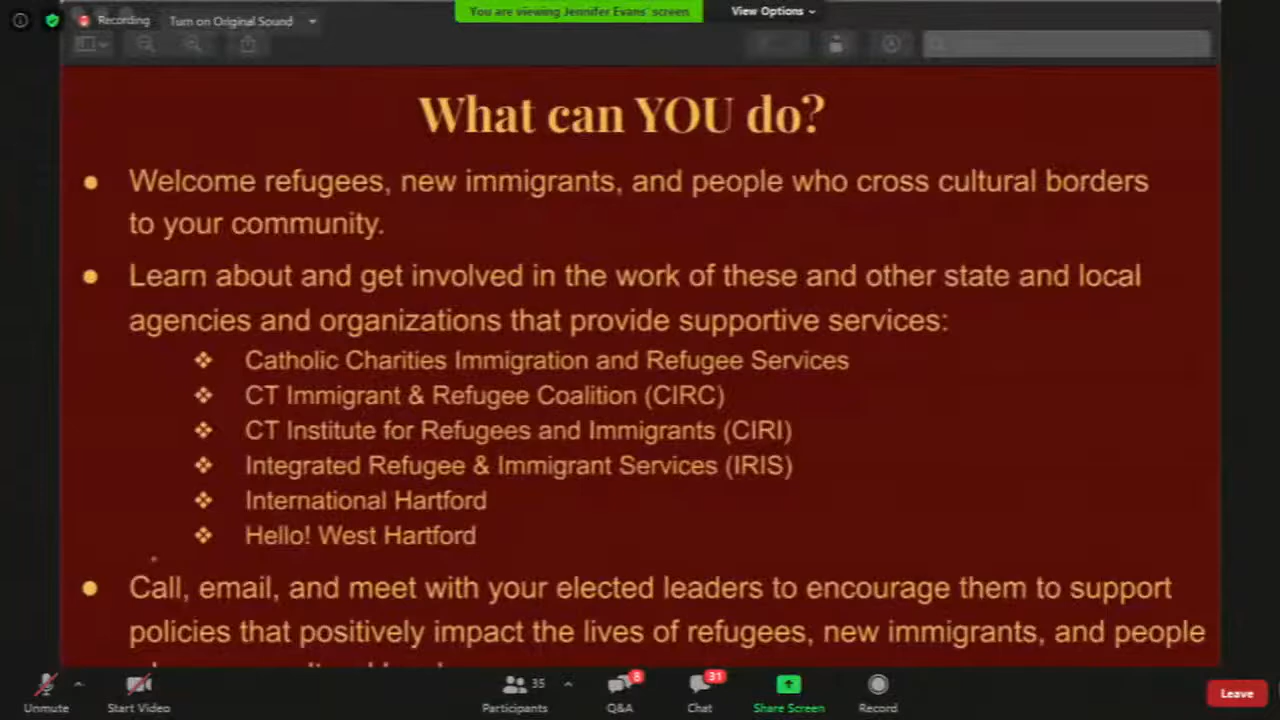 Recording Turn on Original Sound You are viewing Jennifer Evans' screen View Options
What can YOU do?
Welcome refugees, new immigrants, and people who cross cultural borders
to your community.
Learn about and get involved in the work of these and other state and local
agencies and organizations that provide supportive services:
Catholic Charities Immigration and Refugee Services
CT Immigrant & Refugee Coalition (CIRC)
CT Institute for Refugees and Immigrants (CIRI)
Integrated Refugee & Immigrant Services (IRIS)
International Hartford
Hello! West Hartford
Call, email, and meet with your elected leaders to encourage them to support
policies that positively impact the lives of refugees, new immigrants, and people
35 8 31
Unmute Start Video Participants Q&A Chat Share Screen Record Leave